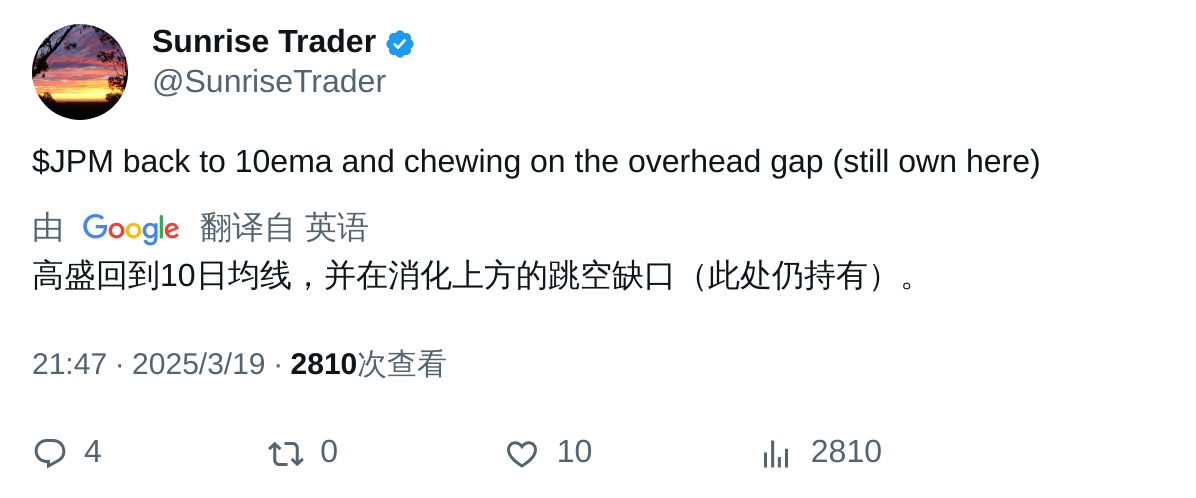 Sunrise Trader
@SunriseTrader
$JPM back to 10ema and chewing on the overhead gap (still own here)
由 Google 翻译自 英语
高盛回到10日均线，并在消化上方的跳空缺口（此处仍持有）。
21:47 · 2025/3/19 · 2810次查看
4 0 10 2810